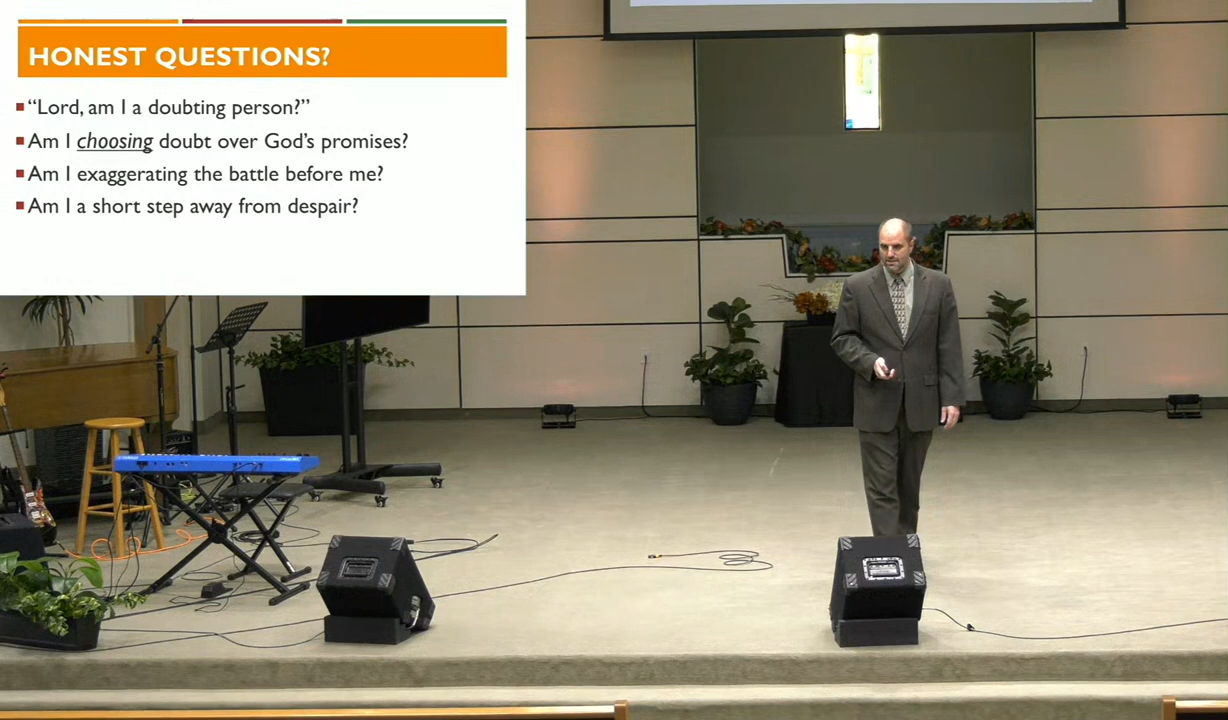 HONEST QUESTIONS?
“Lord, am I a doubting person?”
Am I choosing doubt over God’s promises?
Am I exaggerating the battle before me?
Am I a short step away from despair?